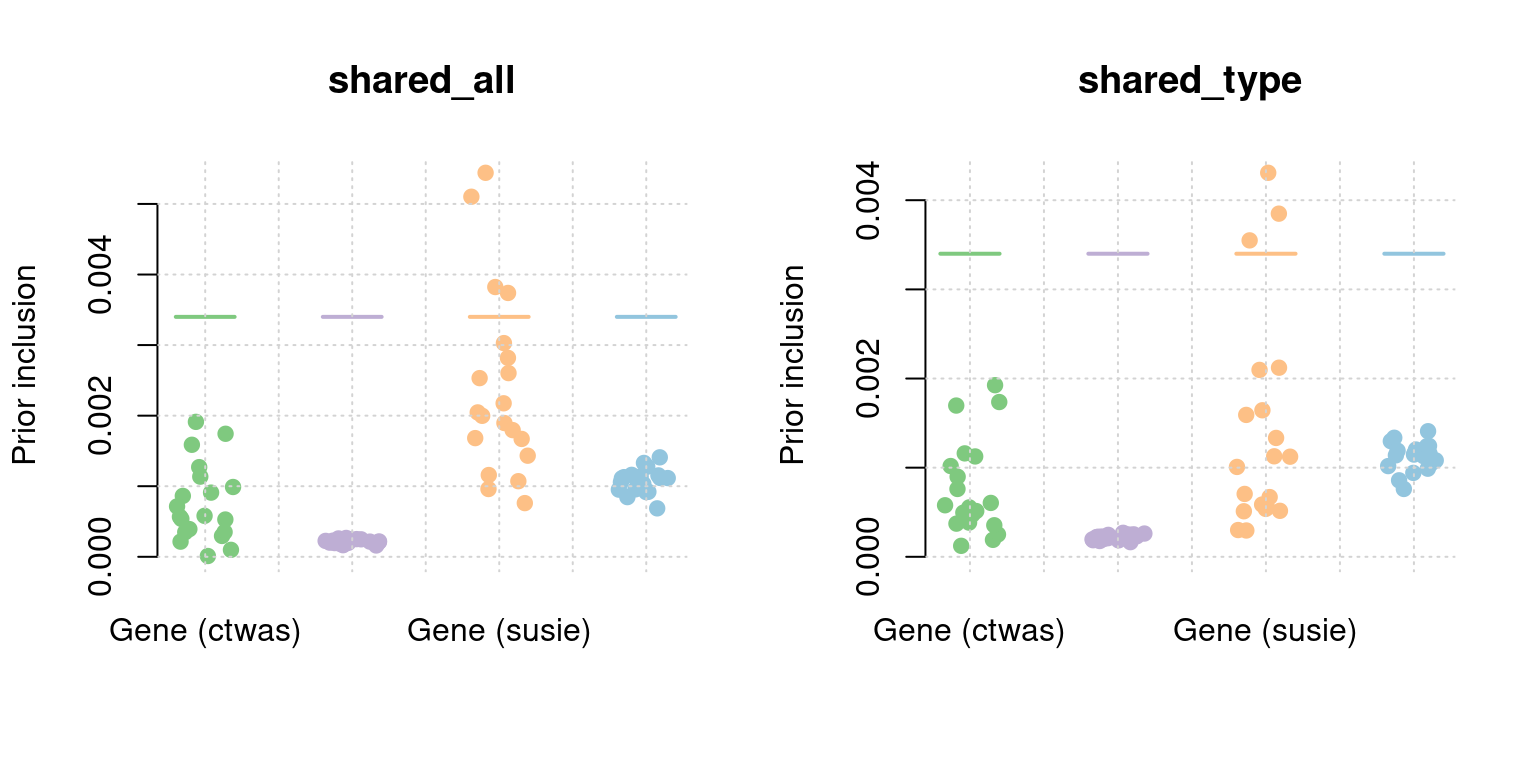 shared_all
Prior inclusion
0.004
0.002
0.000
Gene (ctwas)
Gene (susie)
shared_type
Prior inclusion
0.004
0.002
0.000
Gene (ctwas)
Gene (susie)